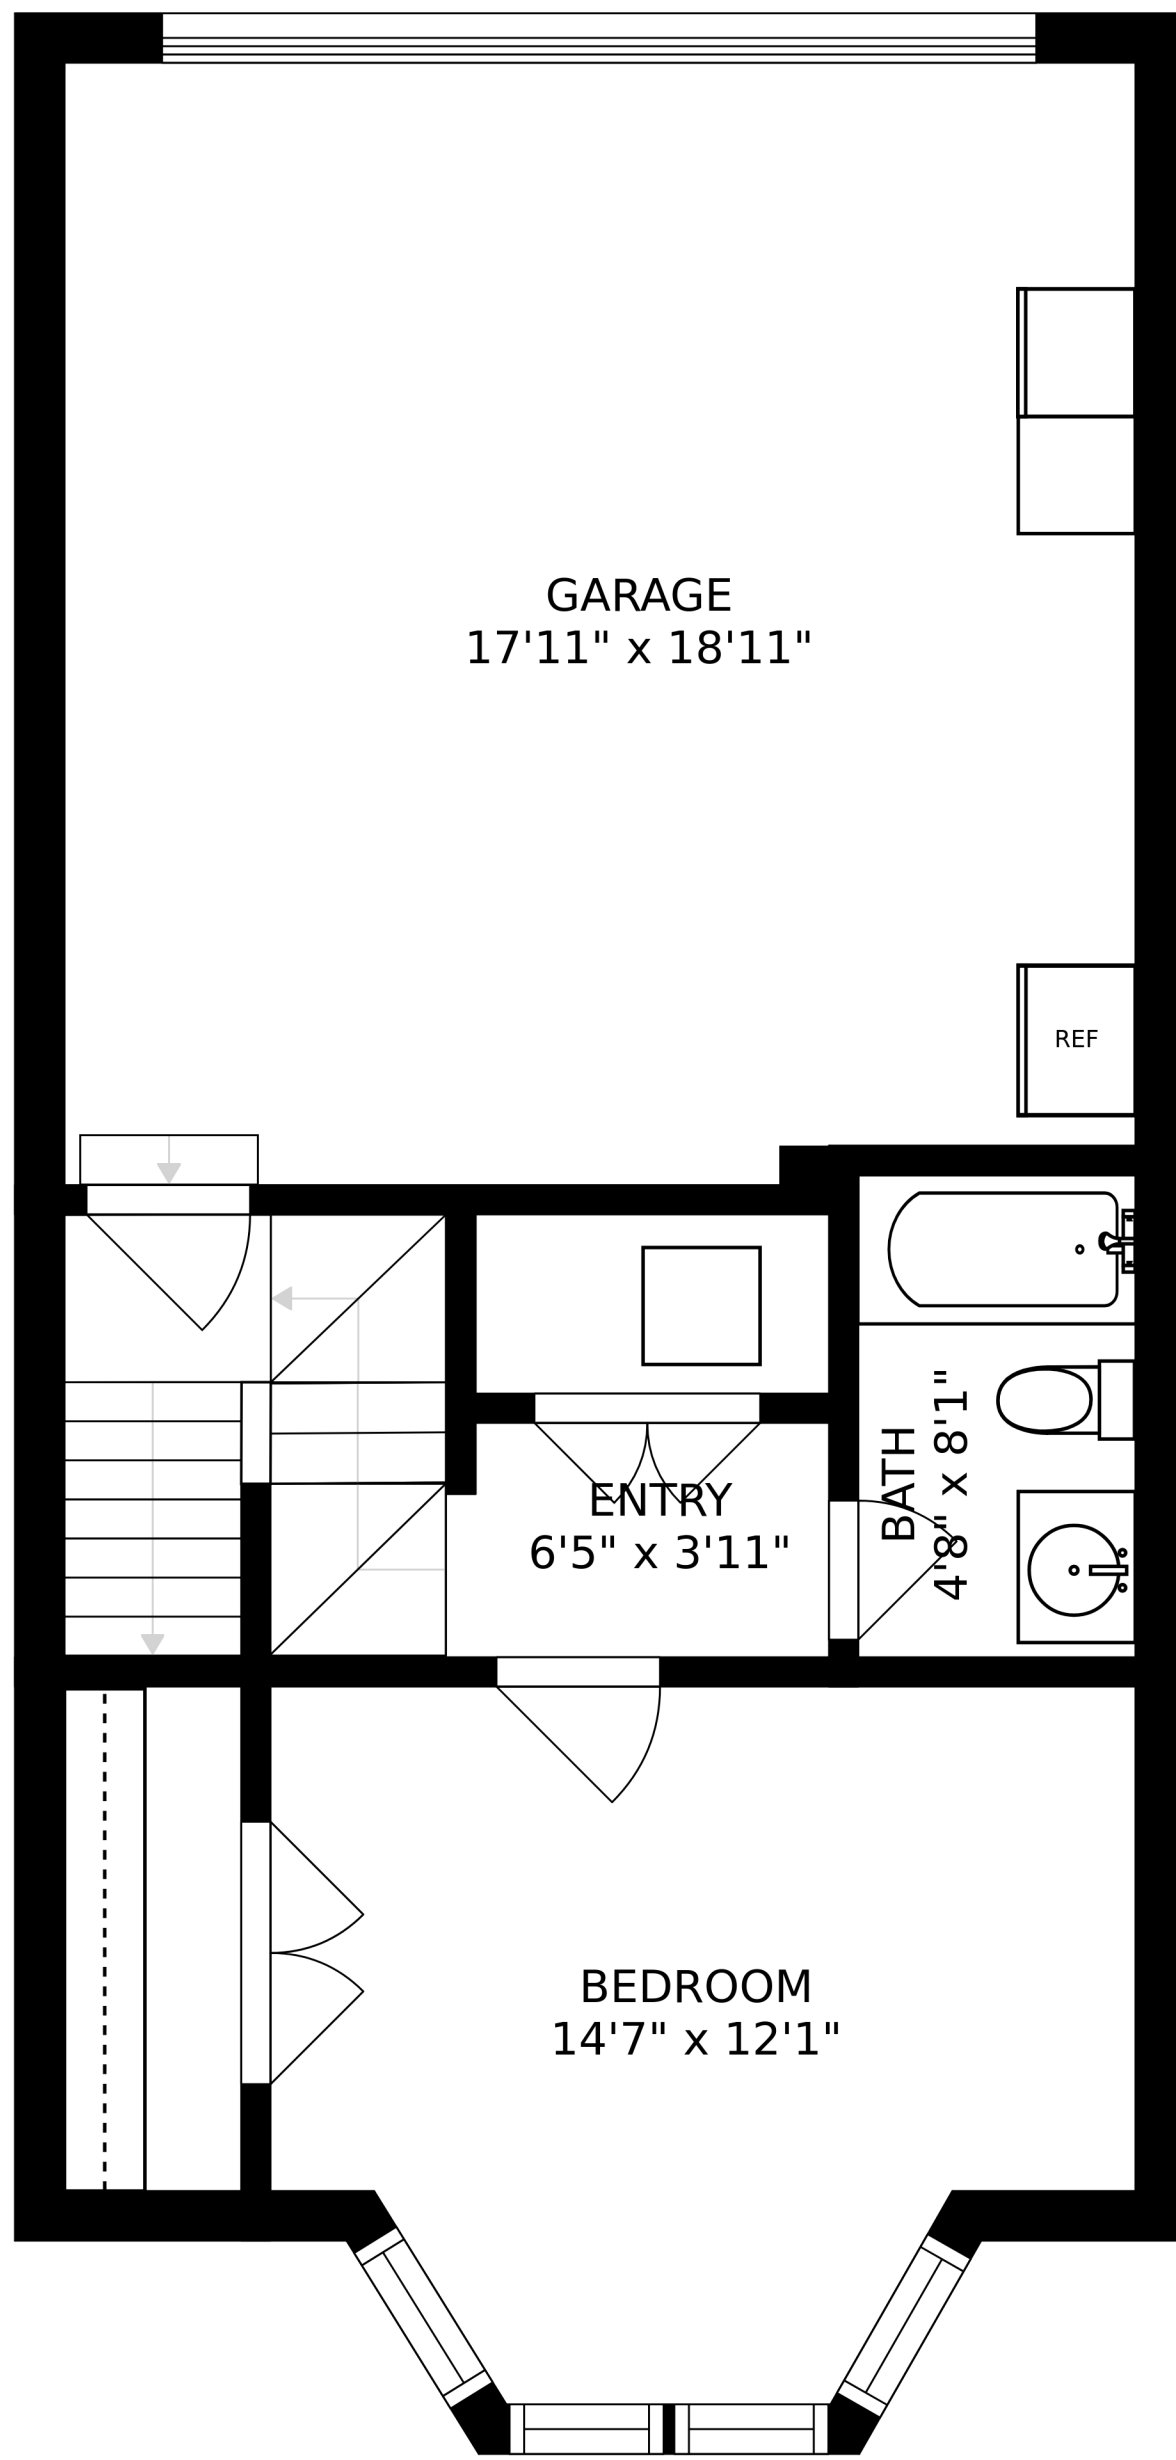 GARAGE
17'11" x 18'11"
REF
ENTRY
6'5" x 3'11"
BATH
4'8" x 8'1"
BEDROOM
14'7" x 12'1"